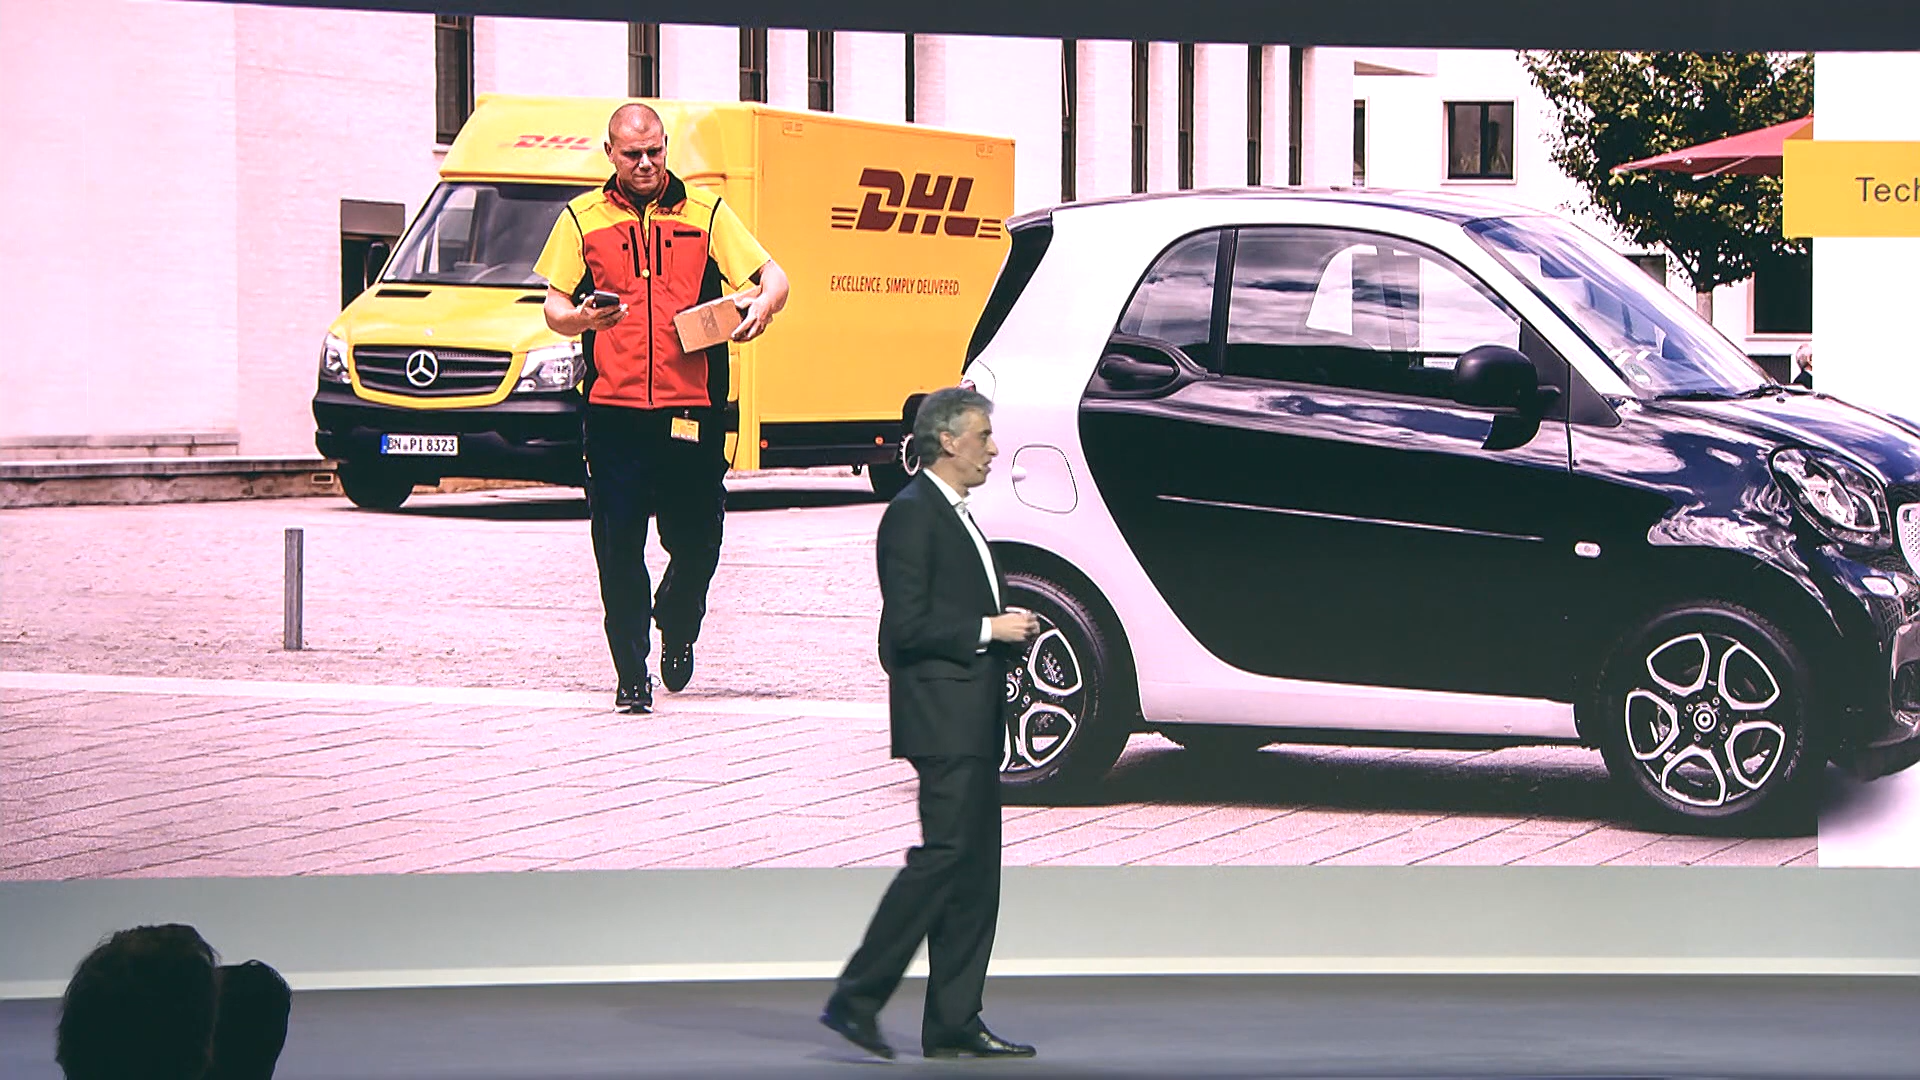 DHL
DHL
EXCELLENCE. SIMPLY DELIVERED.
BN PI 8323
Tech